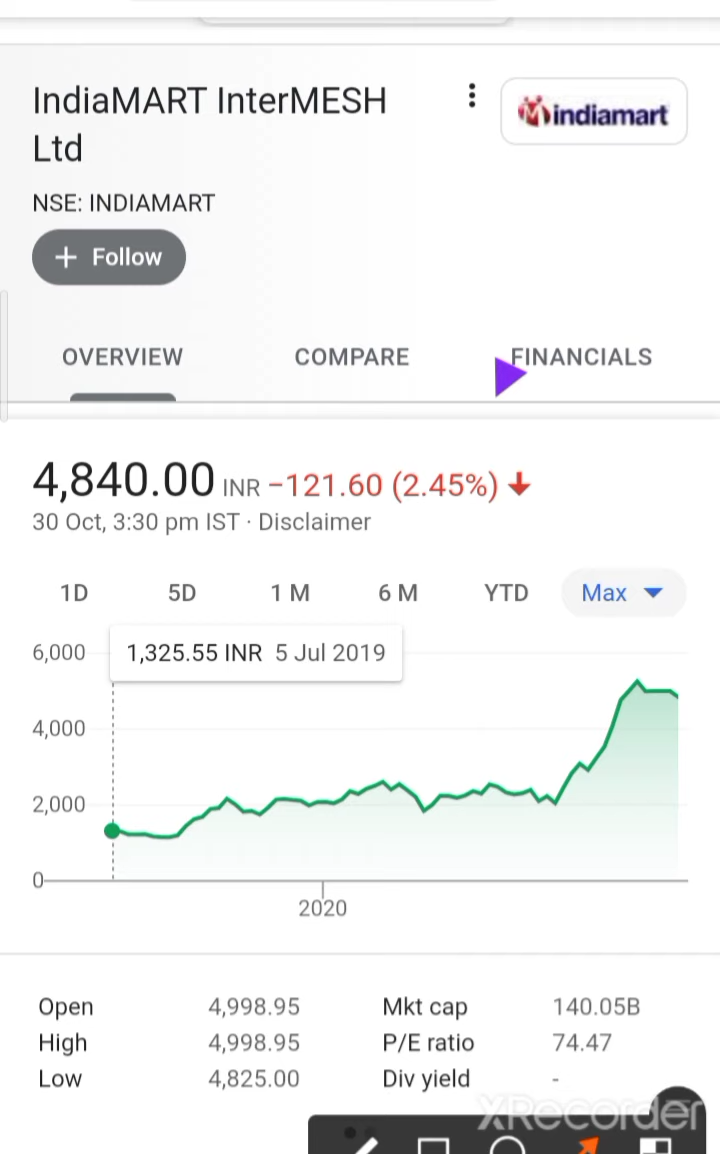 IndiaMART InterMESH
Ltd
indiamart
NSE: INDIAMART
+ Follow
OVERVIEW COMPARE FINANCIALS
4,840.00 INR −121.60 (2.45%)
30 Oct, 3:30 pm IST · Disclaimer
1D 5D 1 M 6 M YTD Max
6,000
1,325.55 INR 5 Jul 2019
4,000
2,000
0
2020
Open 4,998.95 Mkt cap 140.05B
High 4,998.95 P/E ratio 74.47
Low 4,825.00 Div yield -
XRecorder